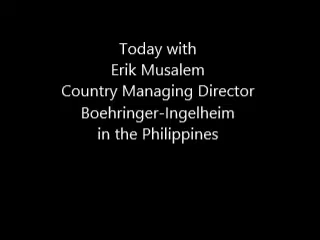 Today with
Erik Musalem
Country Managing Director
Boehringer-Ingelheim
in the Philippines